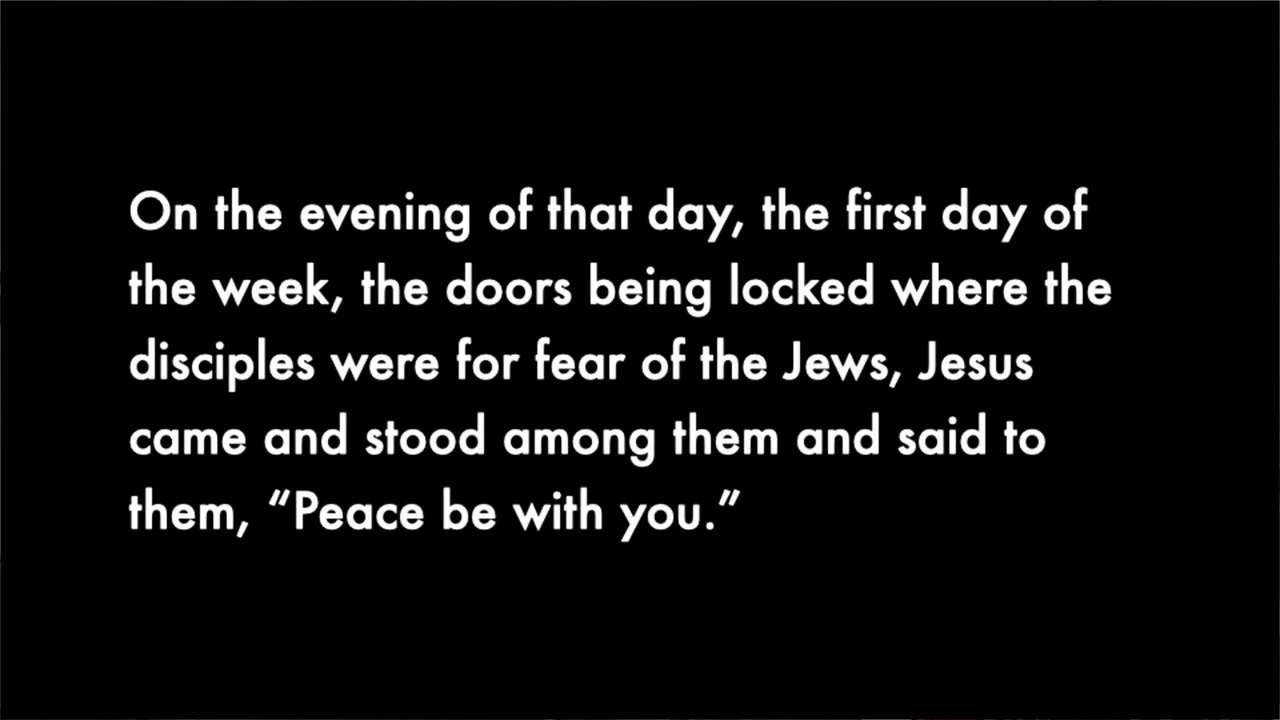 On the evening of that day, the first day of
the week, the doors being locked where the
disciples were for fear of the Jews, Jesus
came and stood among them and said to
them, “Peace be with you.”